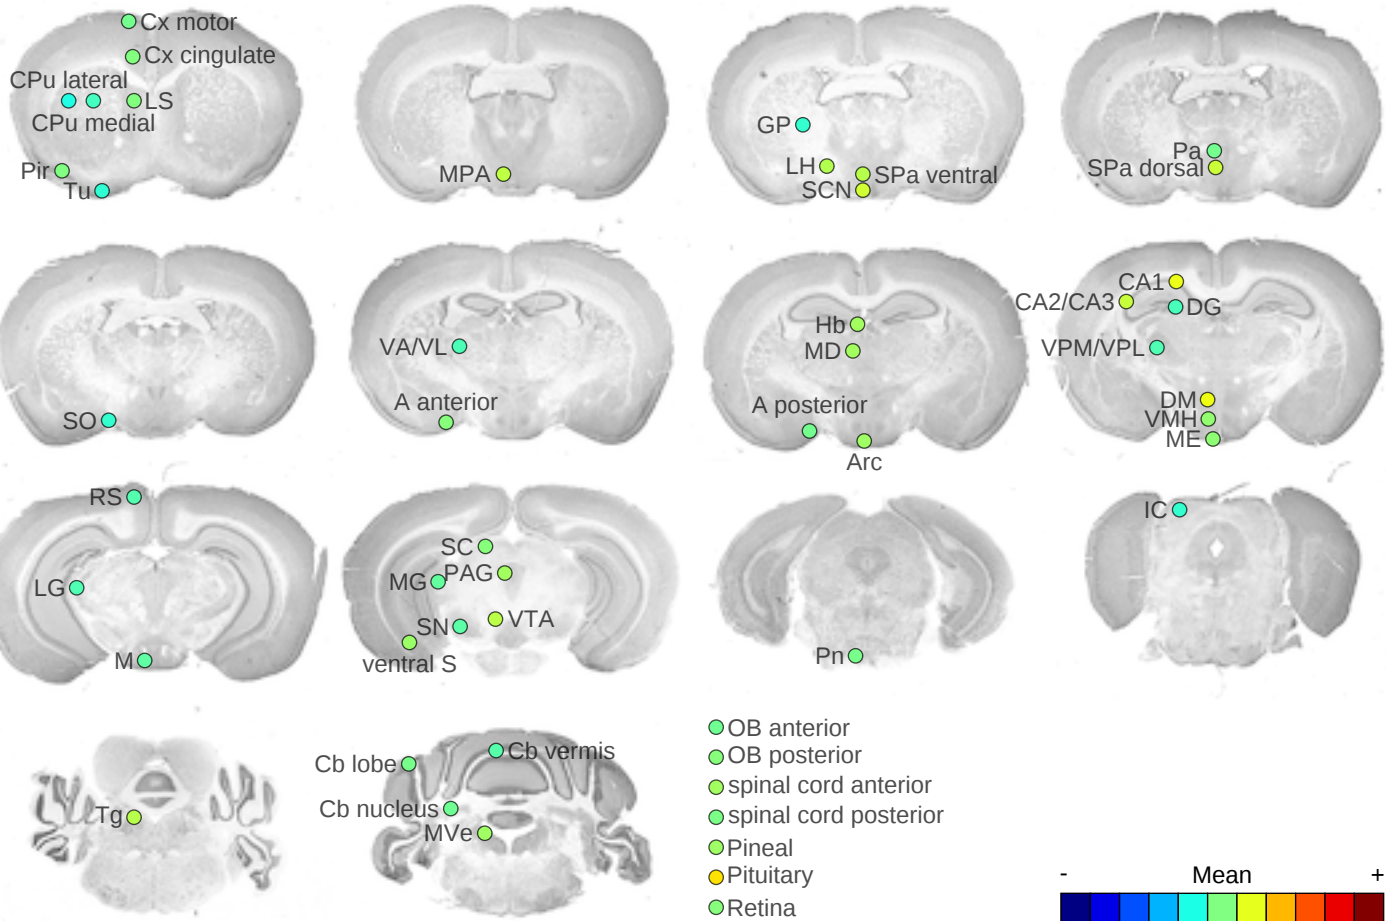 Cx motor
Cx cingulate
CPu lateral
LS
CPu medial
Pir
Tu
MPA
GP
LH
SPa ventral
SCN
Pa
SPa dorsal
SO
VA/VL
A anterior
Hb
MD
A posterior
Arc
CA1
CA2/CA3
DG
VPM/VPL
DM
VMH
ME
RS
LG
M
SC
PAG
MG
VTA
SN
ventral S
Pn
IC
Tg
Cb vermis
Cb lobe
Cb nucleus
MVe
OB anterior
OB posterior
spinal cord anterior
spinal cord posterior
Pineal
Pituitary
Retina
- Mean +